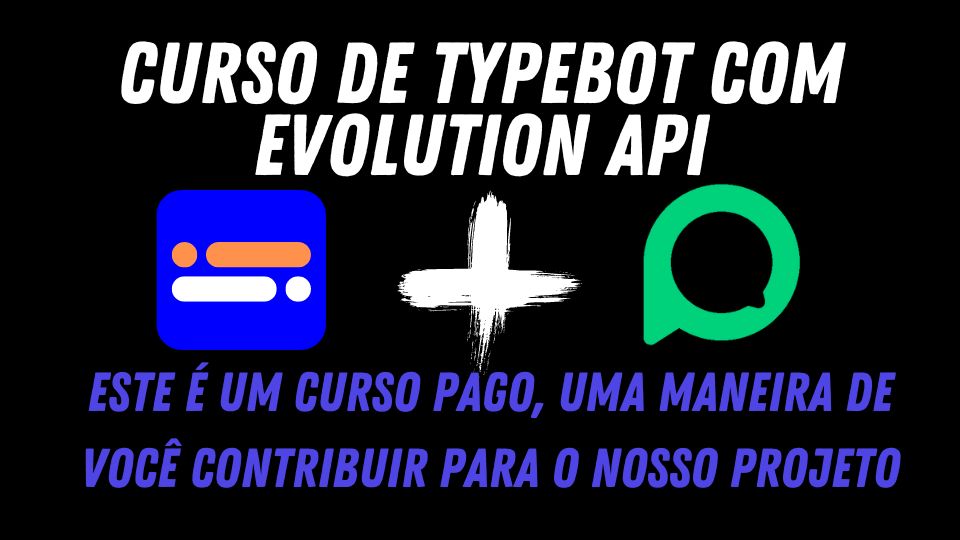 CURSO DE TYPEBOT COM
EVOLUTION API
ESTE É UM CURSO PAGO, UMA MANEIRA DE
VOCÊ CONTRIBUIR PARA O NOSSO PROJETO